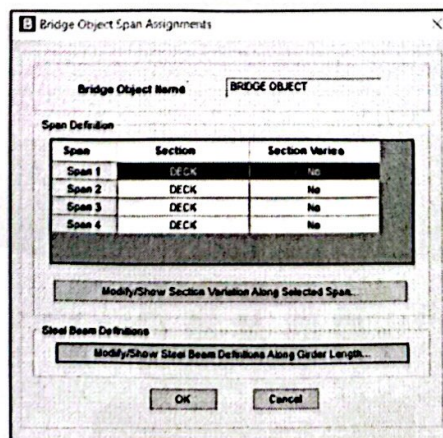 B Bridge Object Span Assignments X
Bridge Object Name BRIDGE OBJECT
Span Definition
Span Section Section Varies
Span 1 DECK No
Span 2 DECK No
Span 3 DECK No
Span 4 DECK No
Modify/Show Section Variation Along Selected Span...
Steel Beam Definitions
Modify/Show Steel Beam Definitions Along Girder Length...
OK Cancel